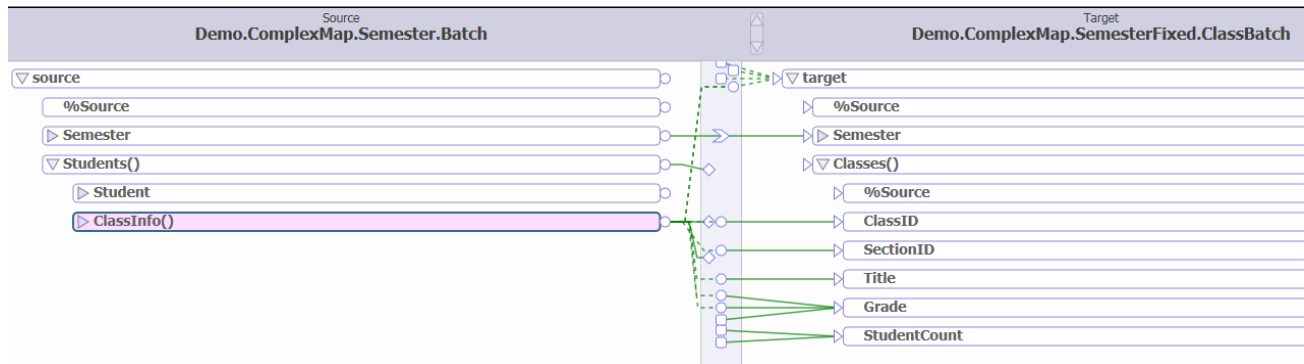 Source
Demo.ComplexMap.Semester.Batch
Target
Demo.ComplexMap.SemesterFixed.ClassBatch
source
%Source
Semester
Students()
Student
ClassInfo()
target
%Source
Semester
Classes()
%Source
ClassID
SectionID
Title
Grade
StudentCount